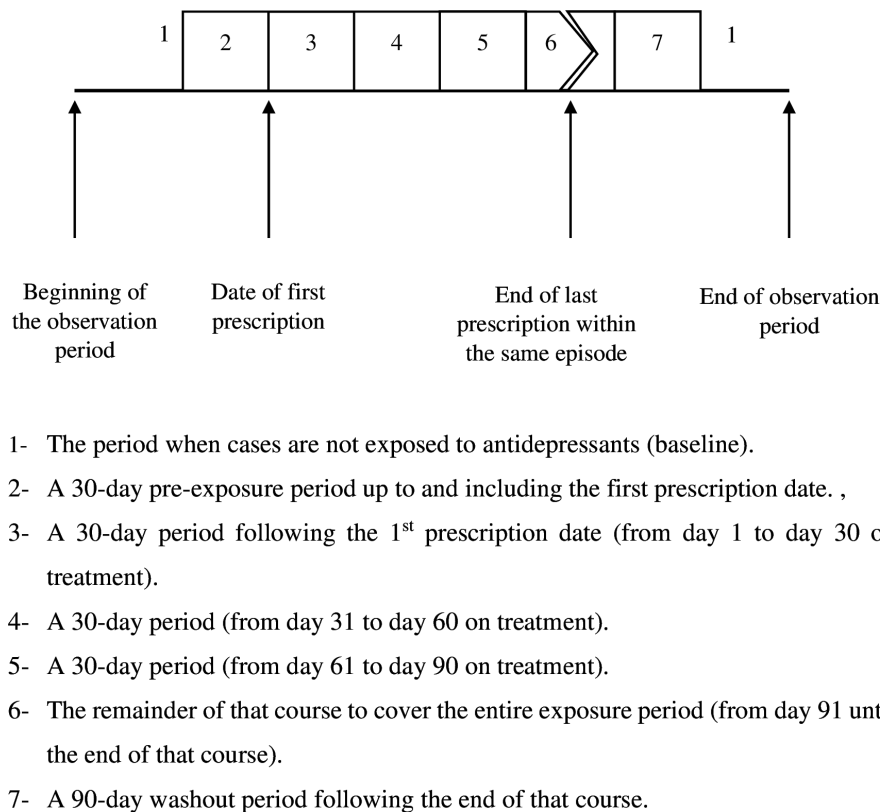 1 2 3 4 5 6 7 1
Beginning of
the observation
period
Date of first
prescription
End of last
prescription within
the same episode
End of observation
period
1- The period when cases are not exposed to antidepressants (baseline).
2- A 30-day pre-exposure period up to and including the first prescription date. ,
3- A 30-day period following the 1st prescription date (from day 1 to day 30 o
treatment).
4- A 30-day period (from day 31 to day 60 on treatment).
5- A 30-day period (from day 61 to day 90 on treatment).
6- The remainder of that course to cover the entire exposure period (from day 91 unt
the end of that course).
7- A 90-day washout period following the end of that course.